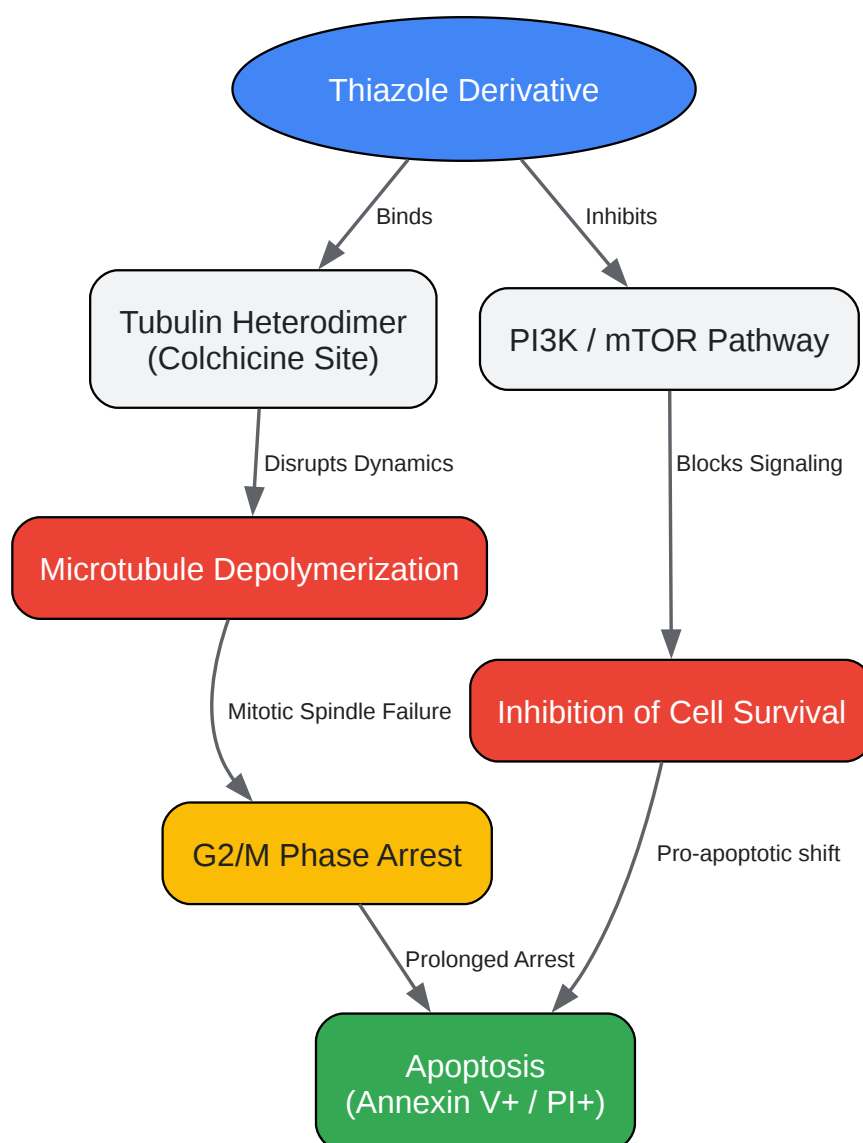 Thiazole Derivative
Binds
Inhibits
Tubulin Heterodimer
(Colchicine Site)
PI3K / mTOR Pathway
Disrupts Dynamics
Blocks Signaling
Microtubule Depolymerization
Mitotic Spindle Failure
Inhibition of Cell Survival
G2/M Phase Arrest
Pro-apoptotic shift
Prolonged Arrest
Apoptosis
(Annexin V+ / PI+)